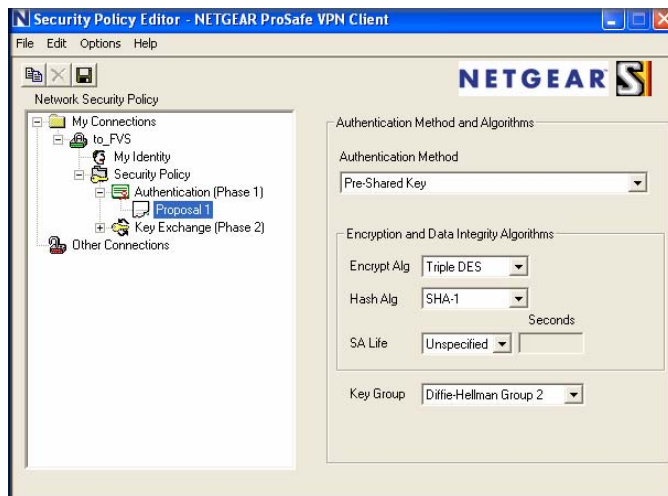 Security Policy Editor - NETGEAR ProSafe VPN Client
File Edit Options Help
NETGEAR
Network Security Policy
My Connections
to_FVS
My Identity
Security Policy
Authentication (Phase 1)
Proposal 1
Key Exchange (Phase 2)
Other Connections
Authentication Method and Algorithms
Authentication Method
Pre-Shared Key
Encryption and Data Integrity Algorithms
Encrypt Alg Triple DES
Hash Alg SHA-1
Seconds
SA Life Unspecified
Key Group Diffie-Hellman Group 2